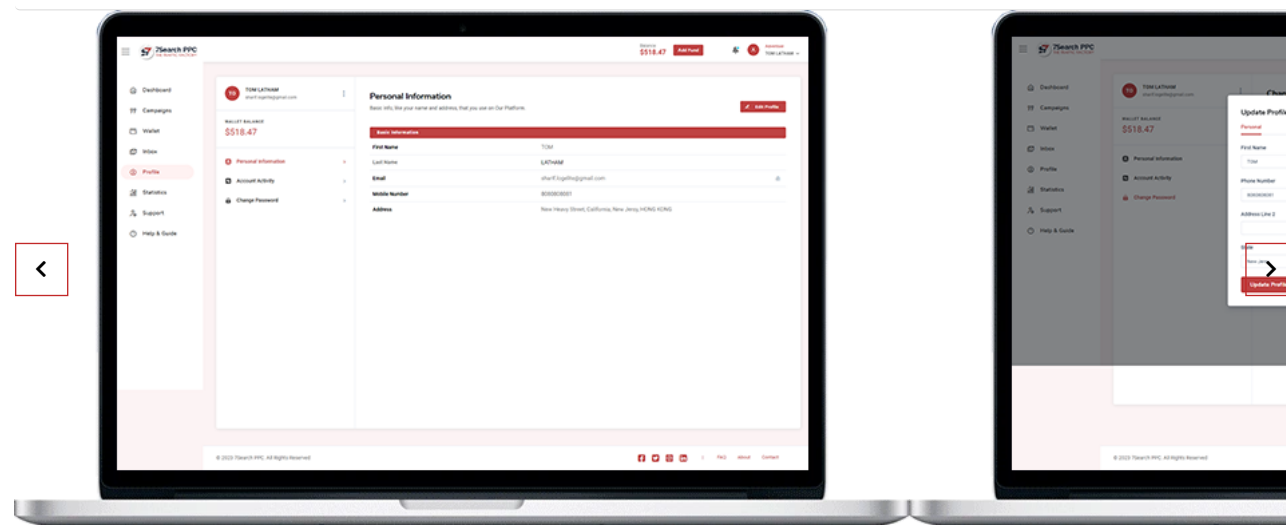 7Search PPC
Balance
$518.47
Add Fund
TOM LATHAM
Dashboard
Campaigns
Wallet
Inbox
Profile
Statistics
Support
Help & Guide
TO
TOM LATHAM
WALLET BALANCE
$518.47
Personal Information
Account Activity
Change Password
Personal Information
Basic info, like your name and address, that you use on Our Platform.
Edit Profile
Basic Information
First Name TOM
Last Name LATHAM
Email
Mobile Number
Address New Heavy Street, California, New Jersy, HONG KONG
© 2023 7Search PPC. All Rights Reserved
FAQ About Contact
7Search PPC
Dashboard
Campaigns
Wallet
Inbox
Profile
Statistics
Support
Help & Guide
TO
TOM LATHAM
WALLET BALANCE
$518.47
Personal Information
Account Activity
Change Password
Update Profile
Personal
First Name
TOM
Phone Number
Address Line 2
Update Profile
© 2023 7Search PPC. All Rights Reserved